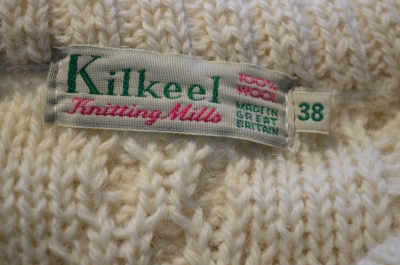 Kilkeel
Knitting Mills
100%
WOOL
MADE IN
GREAT
BRITAIN
38